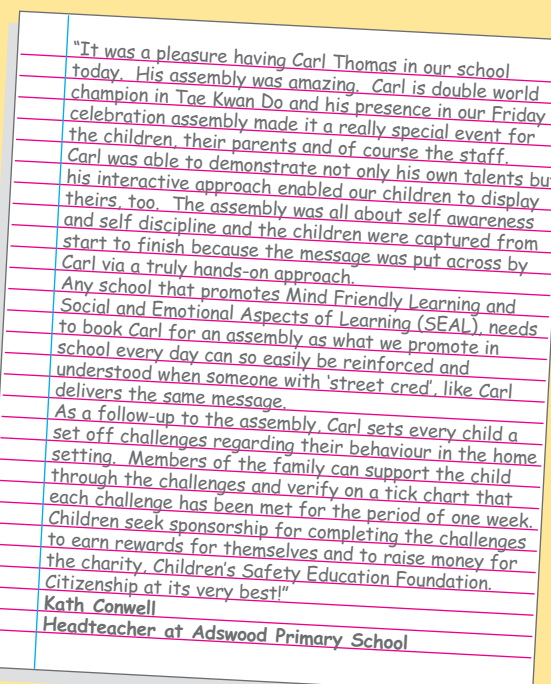 "It was a pleasure having Carl Thomas in our school
today.  His assembly was amazing.  Carl is double world
champion in Tae Kwan Do and his presence in our Friday
celebration assembly made it a really special event for
the children, their parents and of course the staff.
Carl was able to demonstrate not only his own talents but
his interactive approach enabled our children to display
theirs, too.  The assembly was all about self awareness
and self discipline and the children were captured from
start to finish because the message was put across by
Carl via a truly hands-on approach.
Any school that promotes Mind Friendly Learning and
Social and Emotional Aspects of Learning (SEAL), needs
to book Carl for an assembly as what we promote in
school every day can so easily be reinforced and
understood when someone with 'street cred', like Carl
delivers the same message.
As a follow-up to the assembly, Carl sets every child a
set off challenges regarding their behaviour in the home
setting.  Members of the family can support the child
through the challenges and verify on a tick chart that
each challenge has been met for the period of one week.
Children seek sponsorship for completing the challenges
to earn rewards for themselves and to raise money for
the charity, Children's Safety Education Foundation.
Citizenship at its very best!"
Kath Conwell
Headteacher at Adswood Primary School